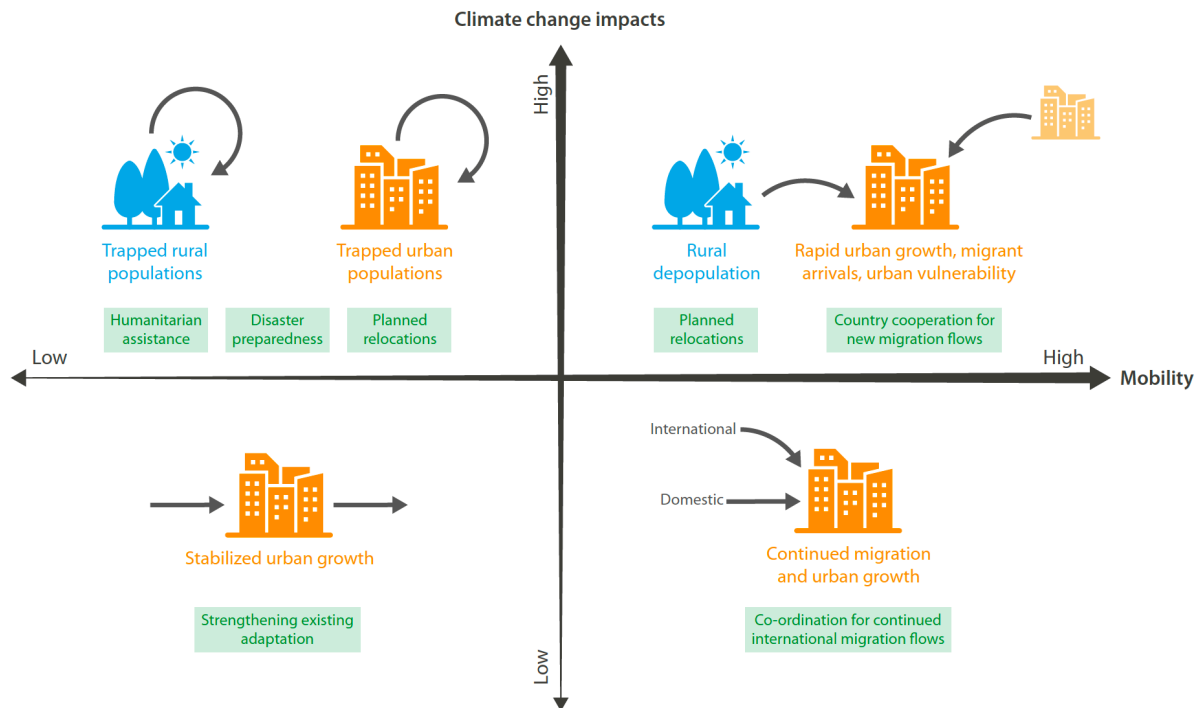 Climate change impacts
High
Trapped rural
populations
Trapped urban
populations
Rural
depopulation
Rapid urban growth, migrant
arrivals, urban vulnerability
Humanitarian
assistance
Disaster
preparedness
Planned
relocations
Planned
relocations
Country cooperation for
new migration flows
Low
High
Mobility
International
Domestic
Stabilized urban growth
Continued migration
and urban growth
Strengthening existing
adaptation
Co-ordination for continued
international migration flows
Low